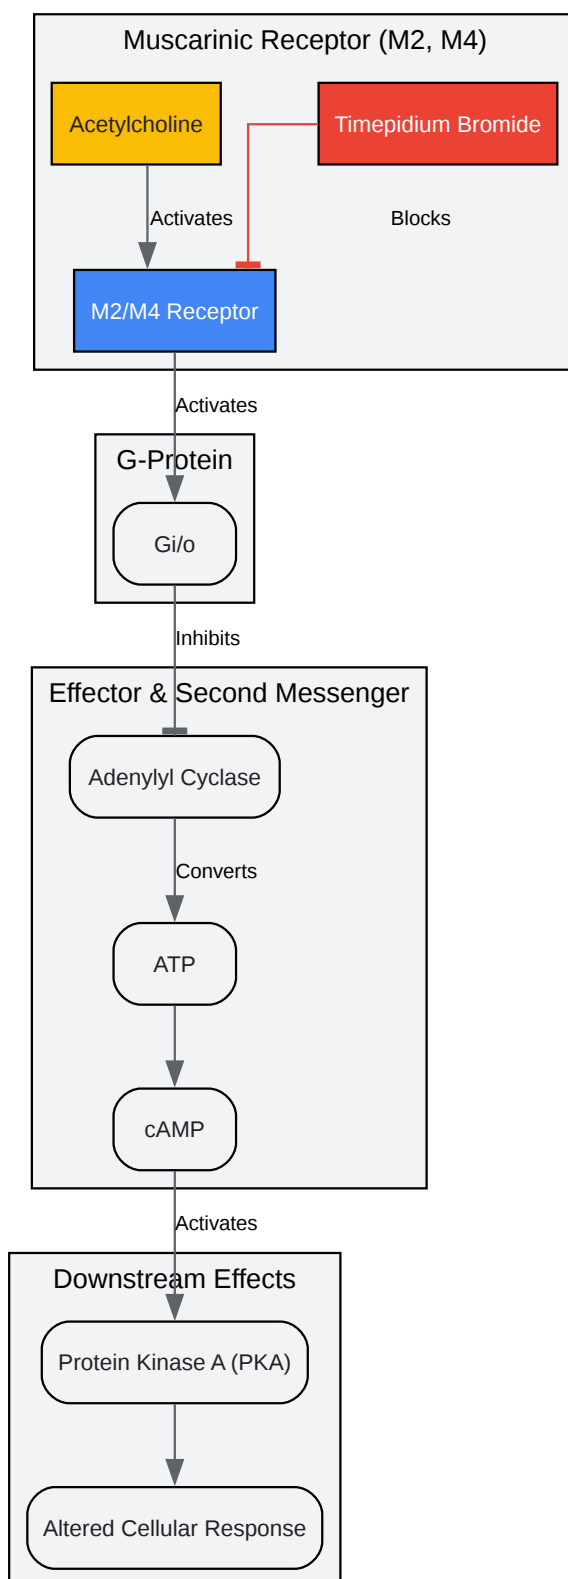 Muscarinic Receptor (M2, M4)
Acetylcholine
Timepidium Bromide
Activates
Blocks
M2/M4 Receptor
Activates
G-Protein
Gi/o
Inhibits
Effector & Second Messenger
Adenylyl Cyclase
Converts
ATP
cAMP
Activates
Downstream Effects
Protein Kinase A (PKA)
Altered Cellular Response